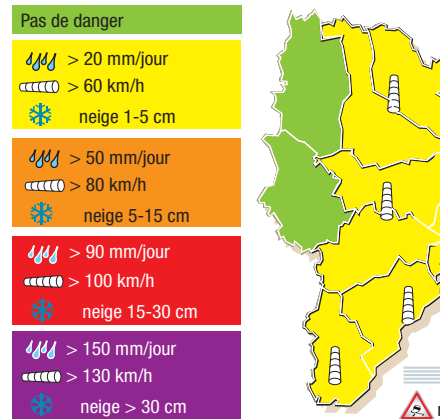 Pas de danger
> 20 mm/jour
> 60 km/h
neige 1-5 cm
> 50 mm/jour
> 80 km/h
neige 5-15 cm
> 90 mm/jour
> 100 km/h
neige 15-30 cm
> 150 mm/jour
> 130 km/h
neige > 30 cm